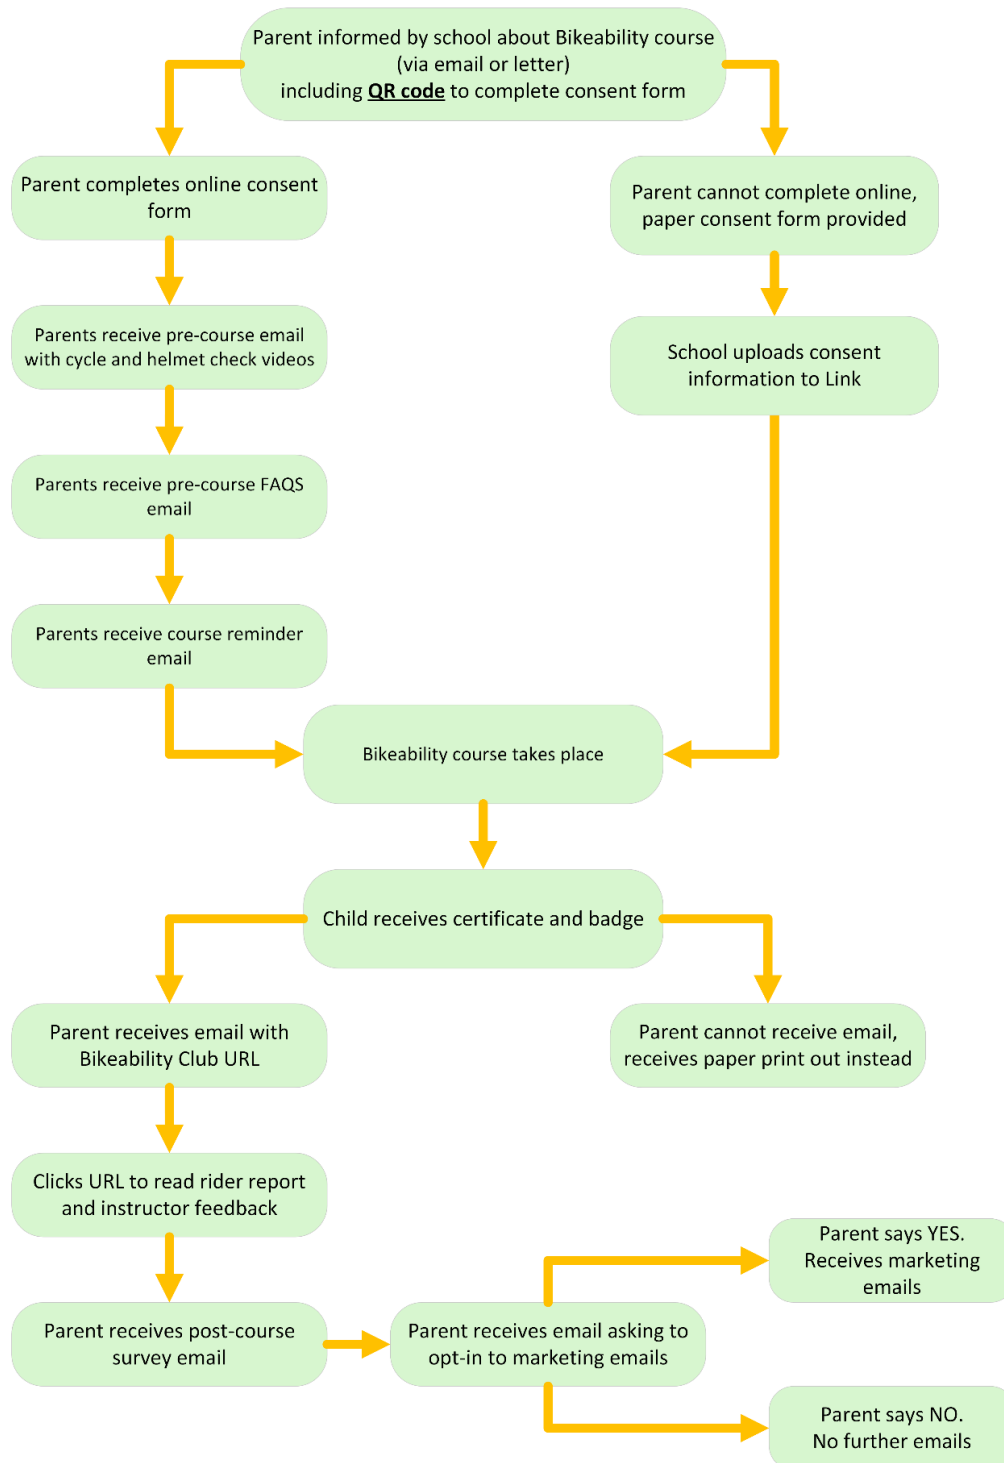 Parent informed by school about Bikeability course
(via email or letter)
including QR code to complete consent form
Parent completes online consent
form
Parent cannot complete online,
paper consent form provided
Parents receive pre-course email
with cycle and helmet check videos
School uploads consent
information to Link
Parents receive pre-course FAQS
email
Parents receive course reminder
email
Bikeability course takes place
Child receives certificate and badge
Parent receives email with
Bikeability Club URL
Parent cannot receive email,
receives paper print out instead
Clicks URL to read rider report
and instructor feedback
Parent receives post-course
survey email
Parent receives email asking to
opt-in to marketing emails
Parent says YES.
Receives marketing
emails
Parent says NO.
No further emails